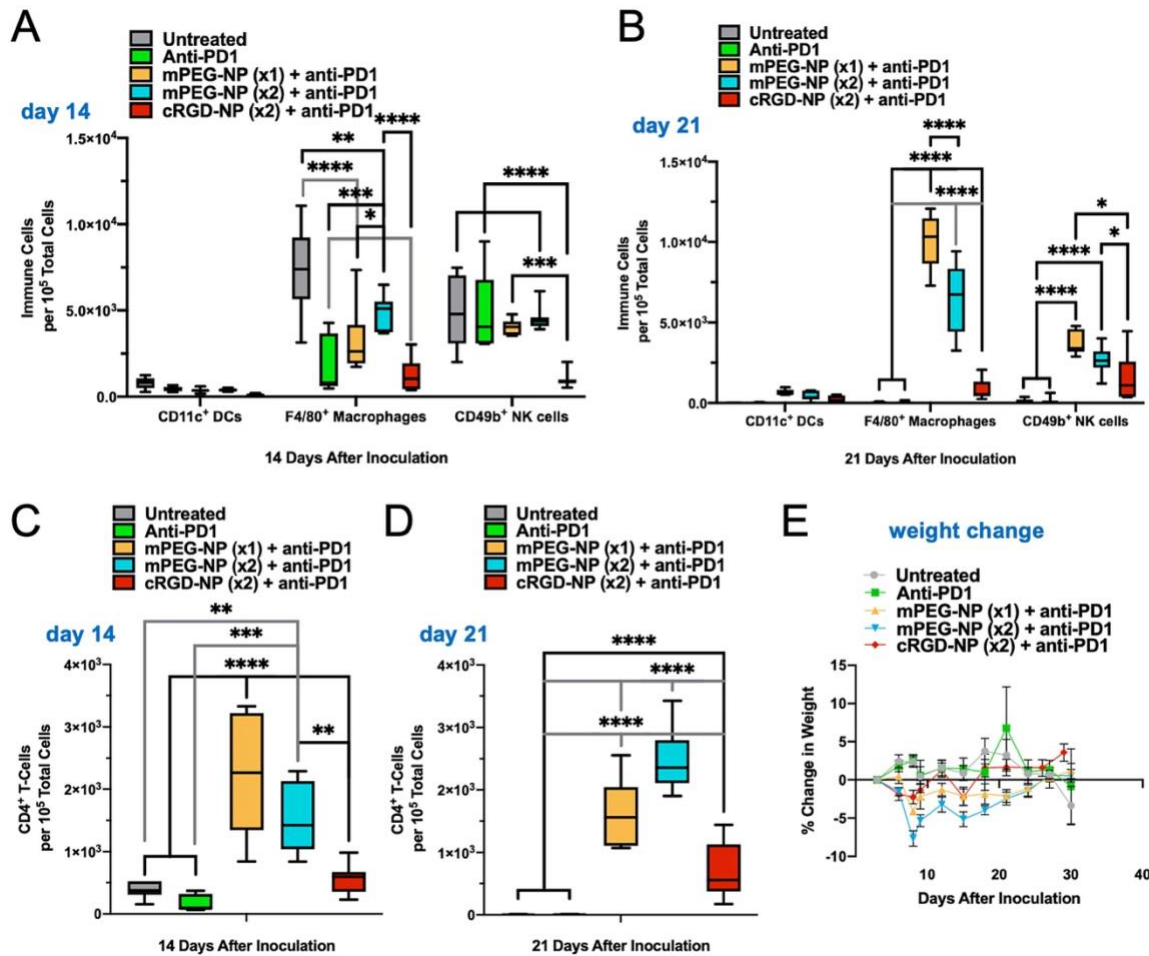 A
Untreated
Anti-PD1
mPEG-NP (x1) + anti-PD1
mPEG-NP (x2) + anti-PD1
cRGD-NP (x2) + anti-PD1
day 14
Immune Cells
per 10⁵ Total Cells
1.5×10⁴
1.0×10⁴
5.0×10³
0.0
****
**
****
***
*
****
***
CD11c⁺ DCs
F4/80⁺ Macrophages
CD49b⁺ NK cells
14 Days After Inoculation
B
Untreated
Anti-PD1
mPEG-NP (x1) + anti-PD1
mPEG-NP (x2) + anti-PD1
cRGD-NP (x2) + anti-PD1
day 21
Immune Cells
per 10⁵ Total Cells
1.5×10⁴
1.0×10⁴
5.0×10³
0.0
****
****
****
*
*
****
****
CD11c⁺ DCs
F4/80⁺ Macrophages
CD49b⁺ NK cells
21 Days After Inoculation
C
Untreated
Anti-PD1
mPEG-NP (x1) + anti-PD1
mPEG-NP (x2) + anti-PD1
cRGD-NP (x2) + anti-PD1
day 14
CD4⁺ T-Cells
per 10⁵ Total Cells
4×10³
3×10³
2×10³
1×10³
0
**
***
****
**
14 Days After Inoculation
D
Untreated
Anti-PD1
mPEG-NP (x1) + anti-PD1
mPEG-NP (x2) + anti-PD1
cRGD-NP (x2) + anti-PD1
day 21
CD4⁺ T-Cells
per 10⁵ Total Cells
4×10³
3×10³
2×10³
1×10³
0
****
****
****
21 Days After Inoculation
E
weight change
Untreated
Anti-PD1
mPEG-NP (x1) + anti-PD1
mPEG-NP (x2) + anti-PD1
cRGD-NP (x2) + anti-PD1
% Change in Weight
15
10
5
0
-5
-10
10
20
30
40
Days After Inoculation